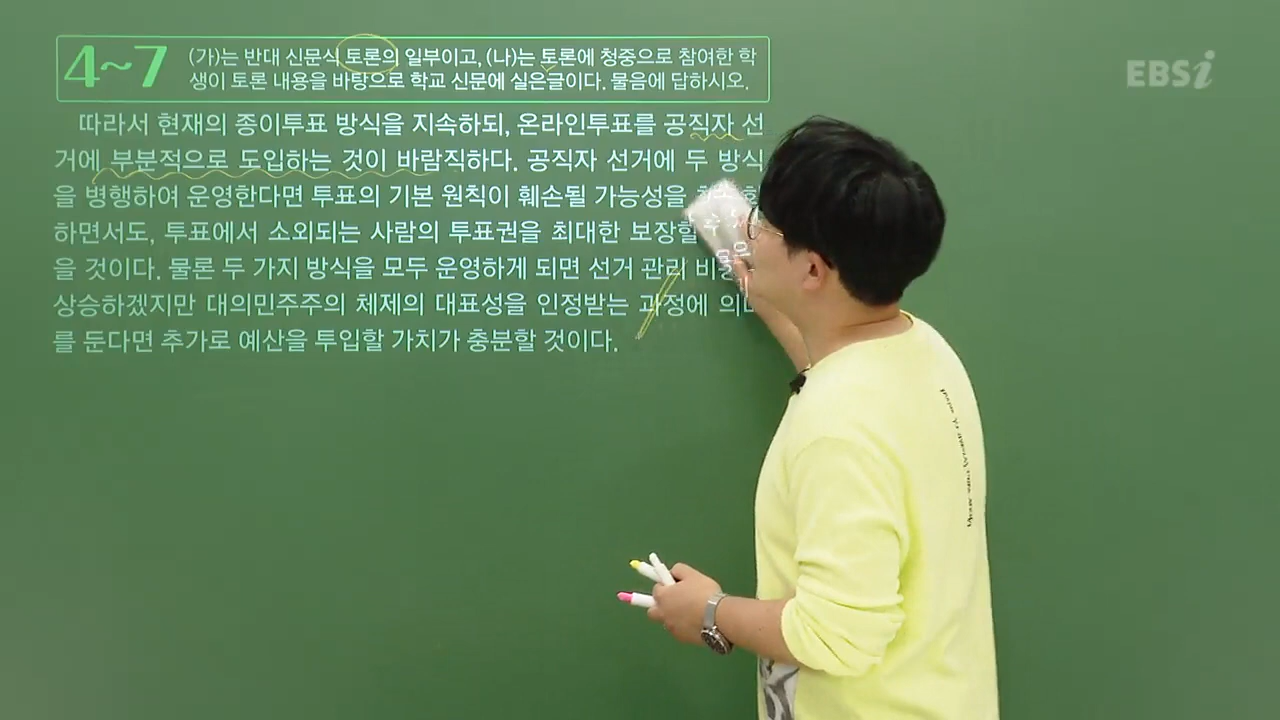 4~7
(가)는 반대 신문식 토론의 일부이고, (나)는 토론에 청중으로 참여한 학
생이 토론 내용을 바탕으로 학교 신문에 실은글이다. 물음에 답하시오.
EBSi
따라서 현재의 종이투표 방식을 지속하되, 온라인투표를 공직자 선
거에 부분적으로 도입하는 것이 바람직하다. 공직자 선거에 두 방식
을 병행하여 운영한다면 투표의 기본 원칙이 훼손될 가능성을
하면서도, 투표에서 소외되는 사람의 투표권을 최대한 보장할
을 것이다. 물론 두 가지 방식을 모두 운영하게 되면 선거 관리
상승하겠지만 대의민주주의 체제의 대표성을 인정받는 과정에
를 둔다면 추가로 예산을 투입할 가치가 충분할 것이다.